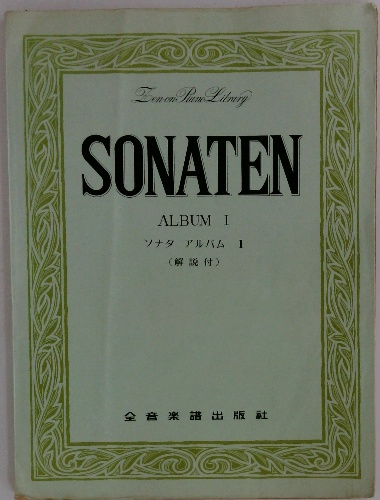 Zen-on Piano Library
SONATEN
ALBUM I
ソナタ アルバム 1
(解説付)
全音楽譜出版社